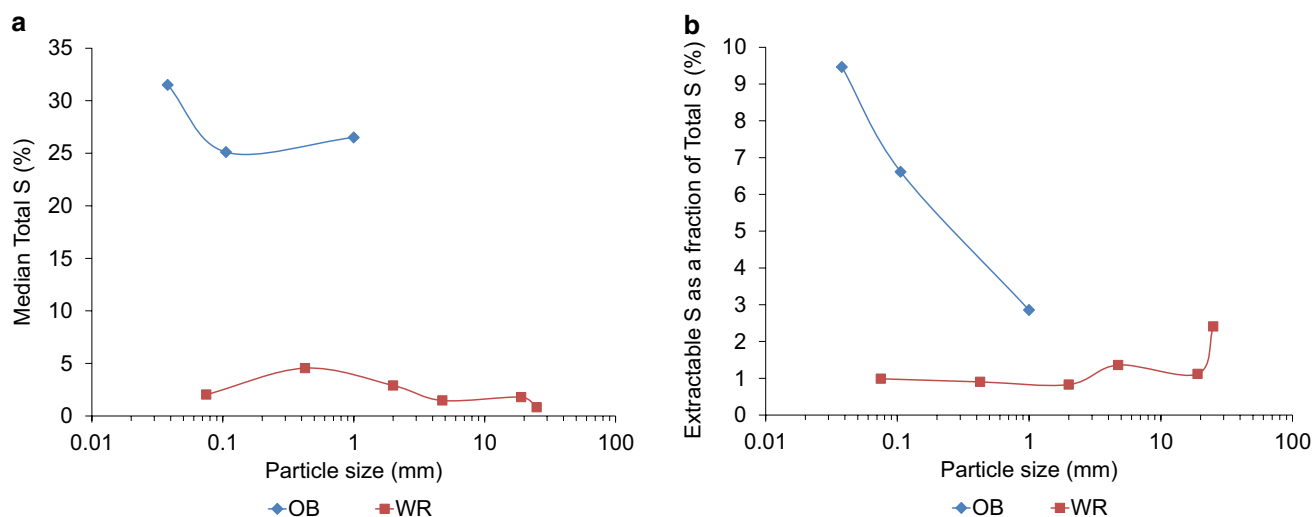 a
Median Total S (%)
35
30
25
20
15
10
5
0
0.01 0.1 1 10 100
Particle size (mm)
OB WR
b
Extractable S as a fraction of Total S (%)
10
9
8
7
6
5
4
3
2
1
0
0.01 0.1 1 10 100
Particle size (mm)
OB WR